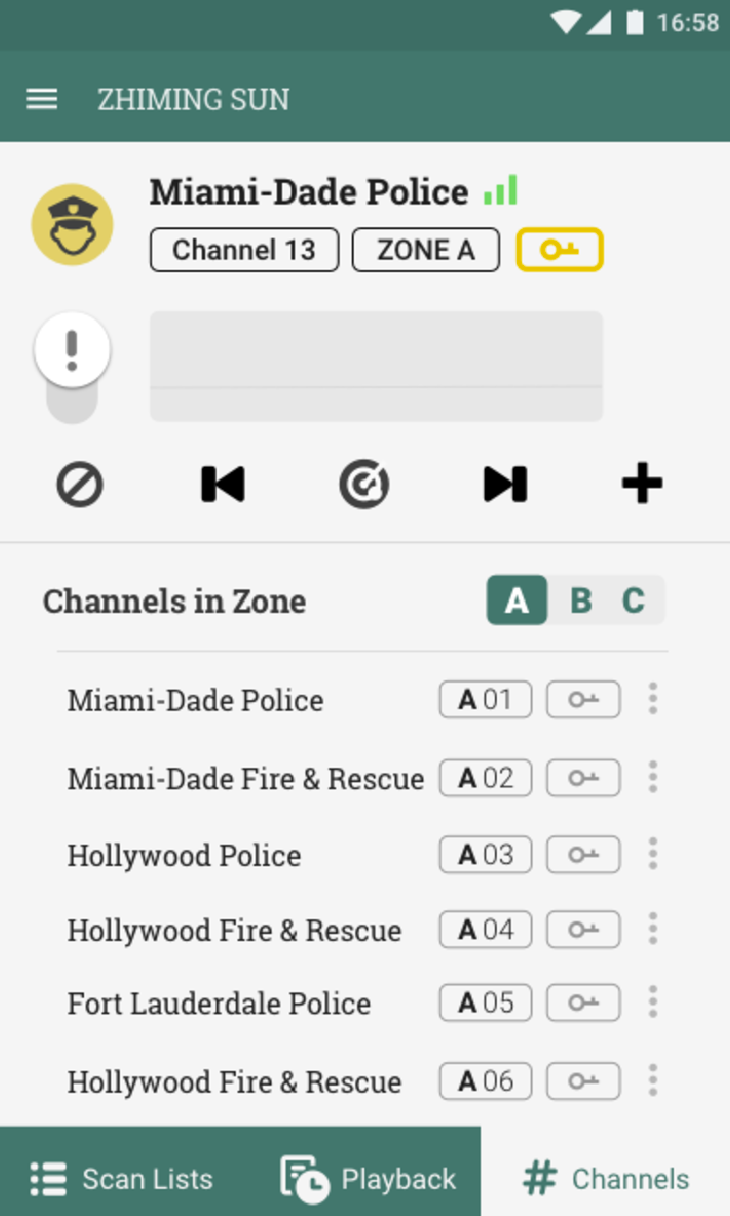 16:58
ZHIMING SUN
Miami-Dade Police
Channel 13 ZONE A
!
Channels in Zone A B C
Miami-Dade Police A 01
Miami-Dade Fire & Rescue A 02
Hollywood Police A 03
Hollywood Fire & Rescue A 04
Fort Lauderdale Police A 05
Hollywood Fire & Rescue A 06
Scan Lists Playback # Channels